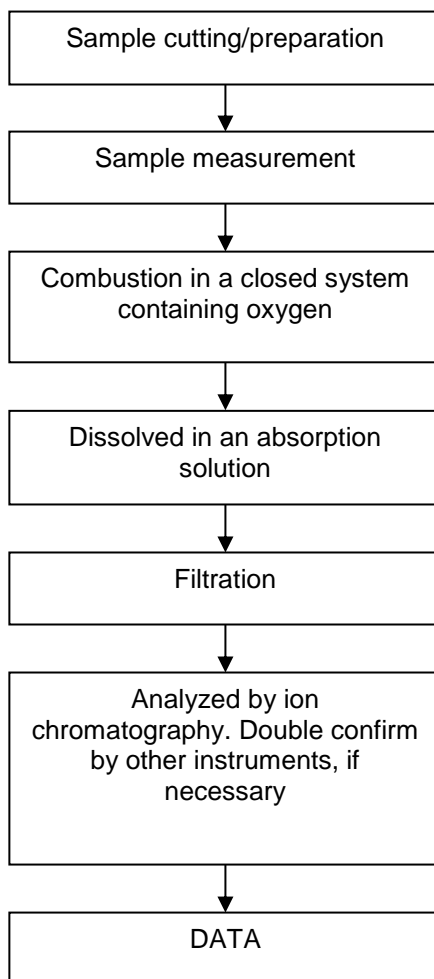 Sample cutting/preparation
Sample measurement
Combustion in a closed system
containing oxygen
Dissolved in an absorption
solution
Filtration
Analyzed by ion
chromatography. Double confirm
by other instruments, if
necessary
DATA